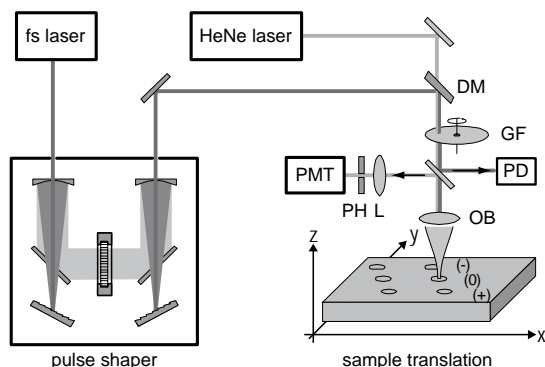 fs laser
HeNe laser
DM
GF
PMT
PD
PH L
OB
z
y
(-)
(0)
(+)
x
pulse shaper
sample translation